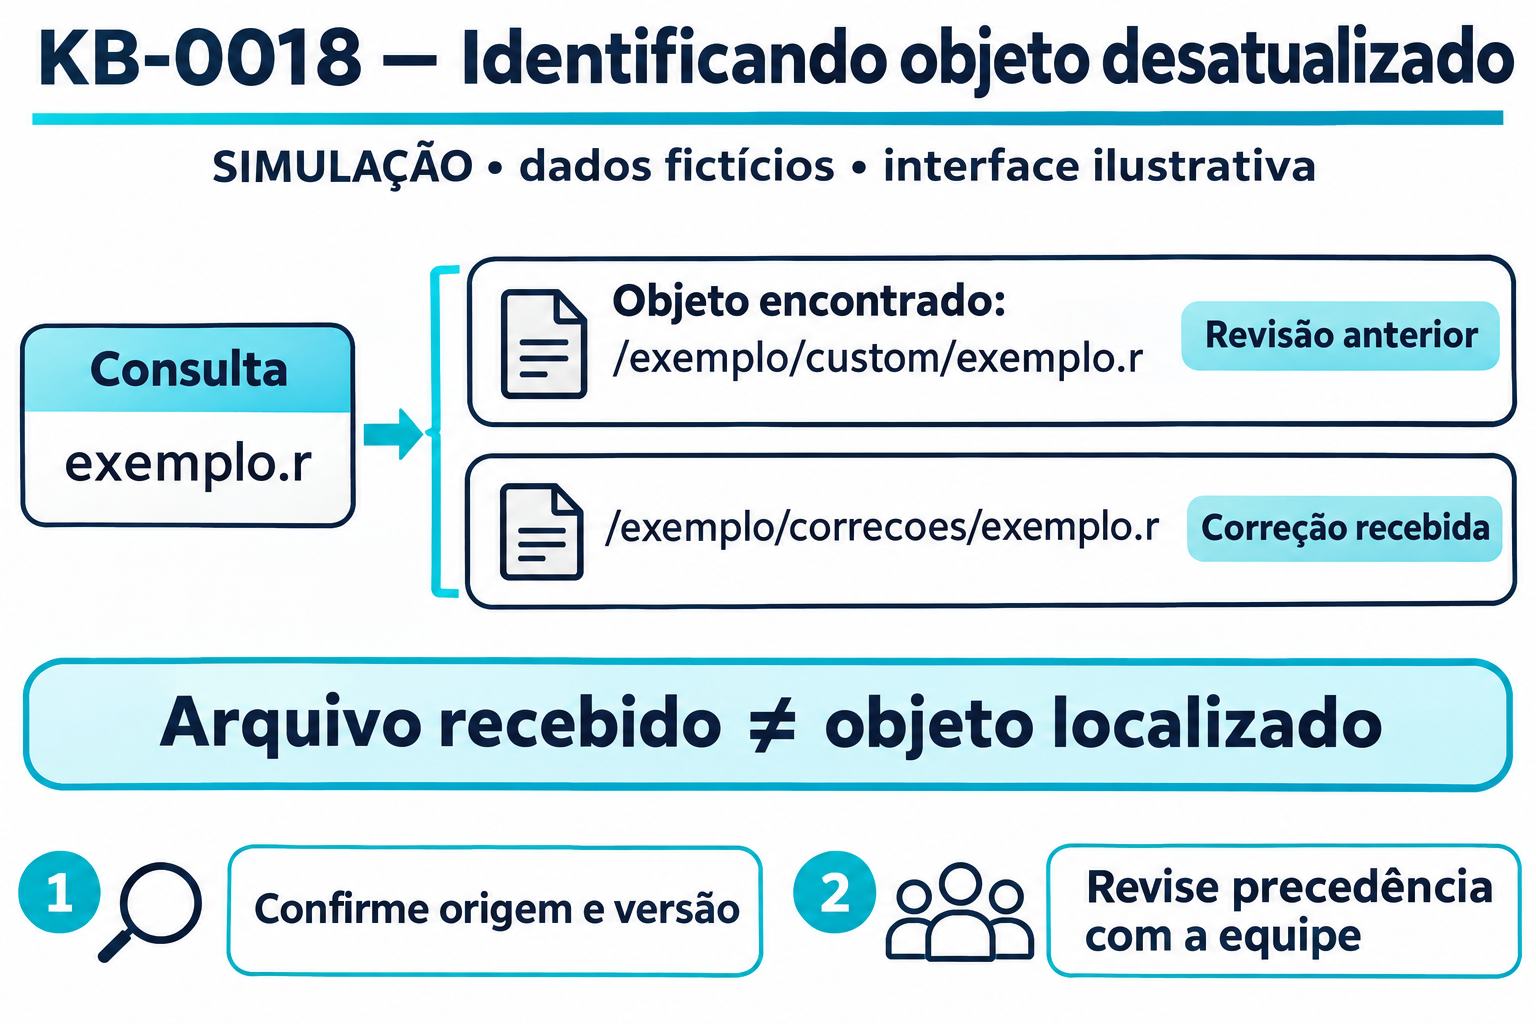 KB-0018 — Identificando objeto desatualizado
SIMULAÇÃO • dados fictícios • interface ilustrativa
Consulta
exemplo.r
Objeto encontrado:
/exemplo/custom/exemplo.r
Revisão anterior
/exemplo/correcoes/exemplo.r
Correção recebida
Arquivo recebido ≠ objeto localizado
1
Confirme origem e versão
2
Revise precedência
com a equipe